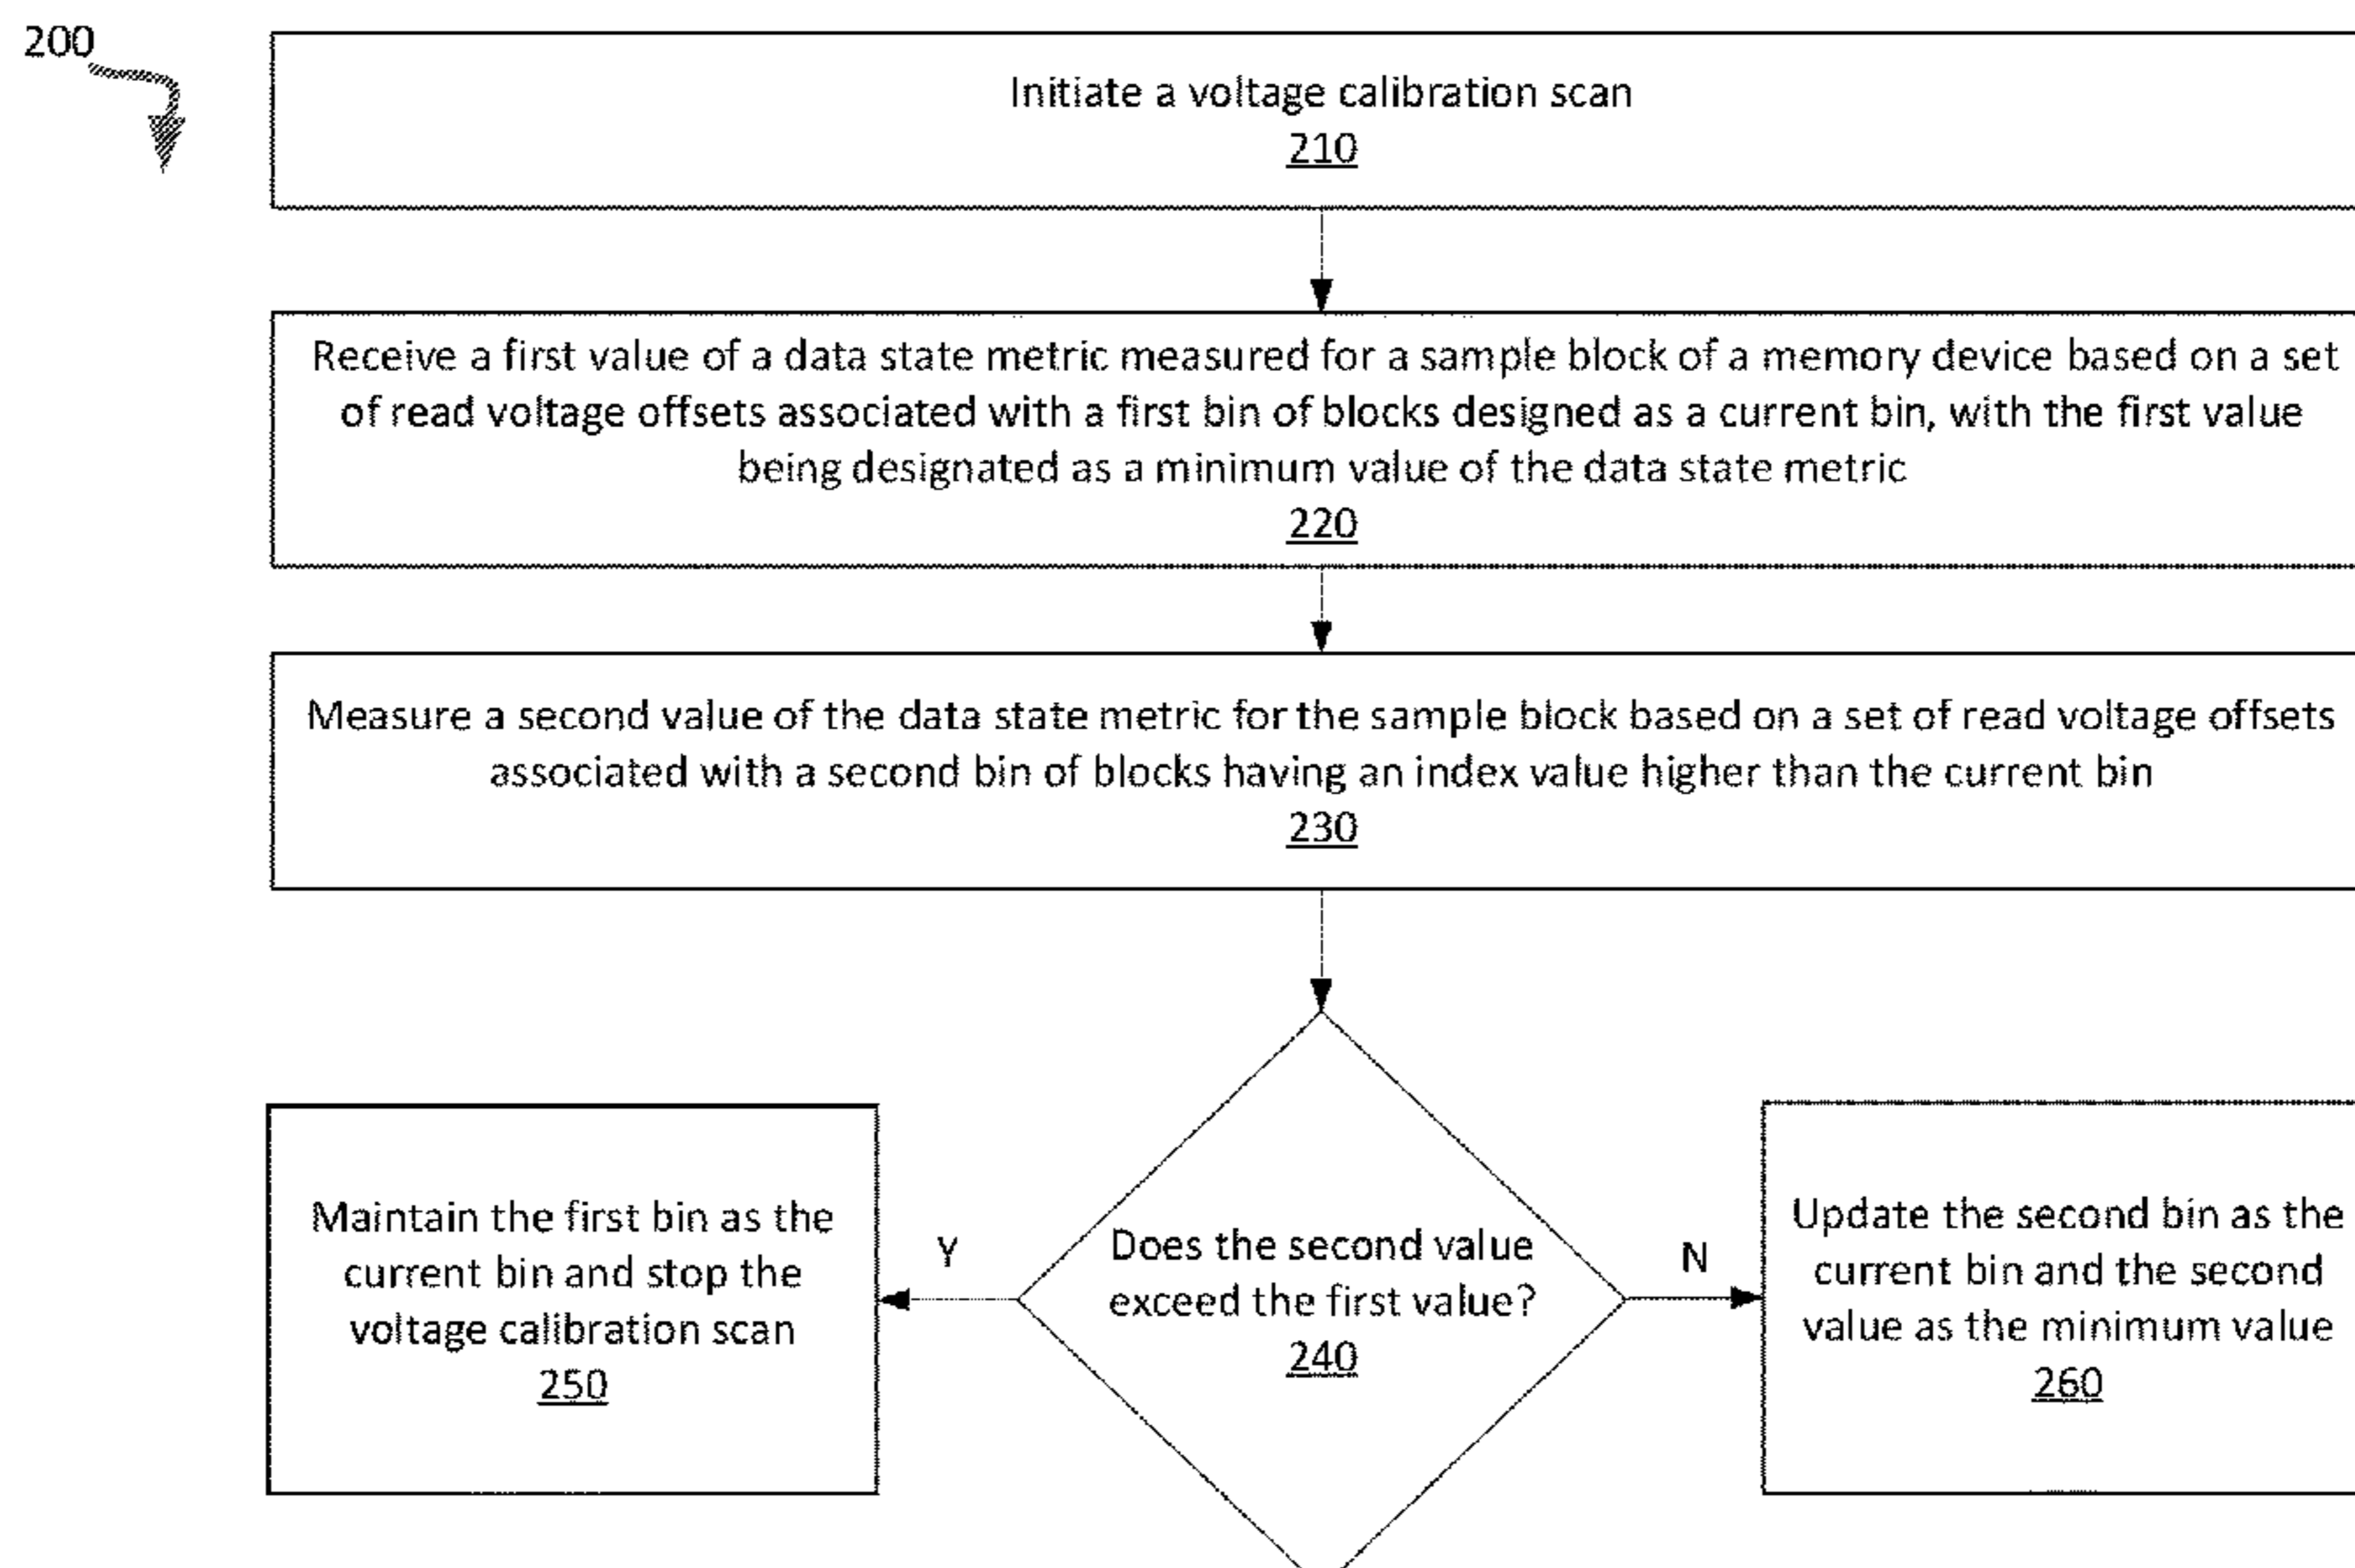 200
Initiate a voltage calibration scan
210
Receive a first value of a data state metric measured for a sample block of a memory device based on a set
of read voltage offsets associated with a first bin of blocks designed as a current bin, with the first value
being designated as a minimum value of the data state metric
220
Measure a second value of the data state metric for the sample block based on a set of read voltage offsets
associated with a second bin of blocks having an index value higher than the current bin
230
Maintain the first bin as the
current bin and stop the
voltage calibration scan
250
Y
Does the second value
exceed the first value?
240
N
Update the second bin as the
current bin and the second
value as the minimum value
260